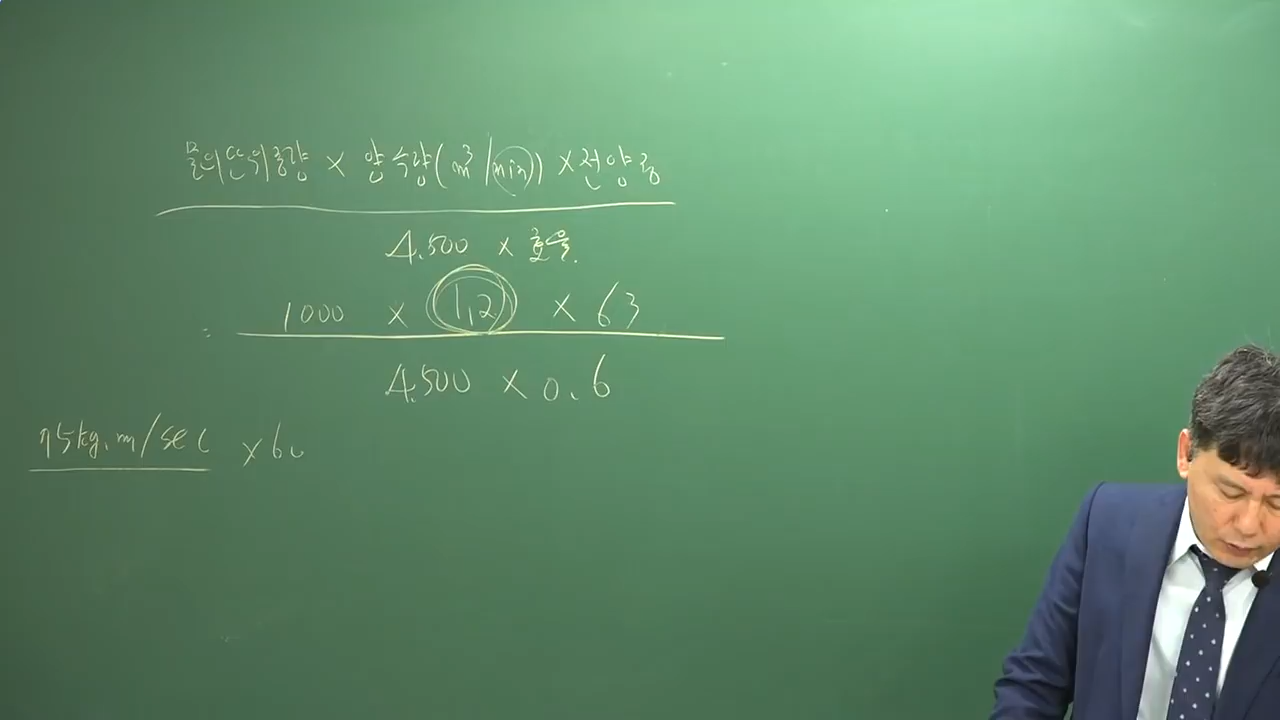 물의단위중량 × 양수량(m³/min) × 전양정
4.500 × 효율.
= 1000 × 1,2 × 63
4.500 × 0.6
75kg.m/sec × 60